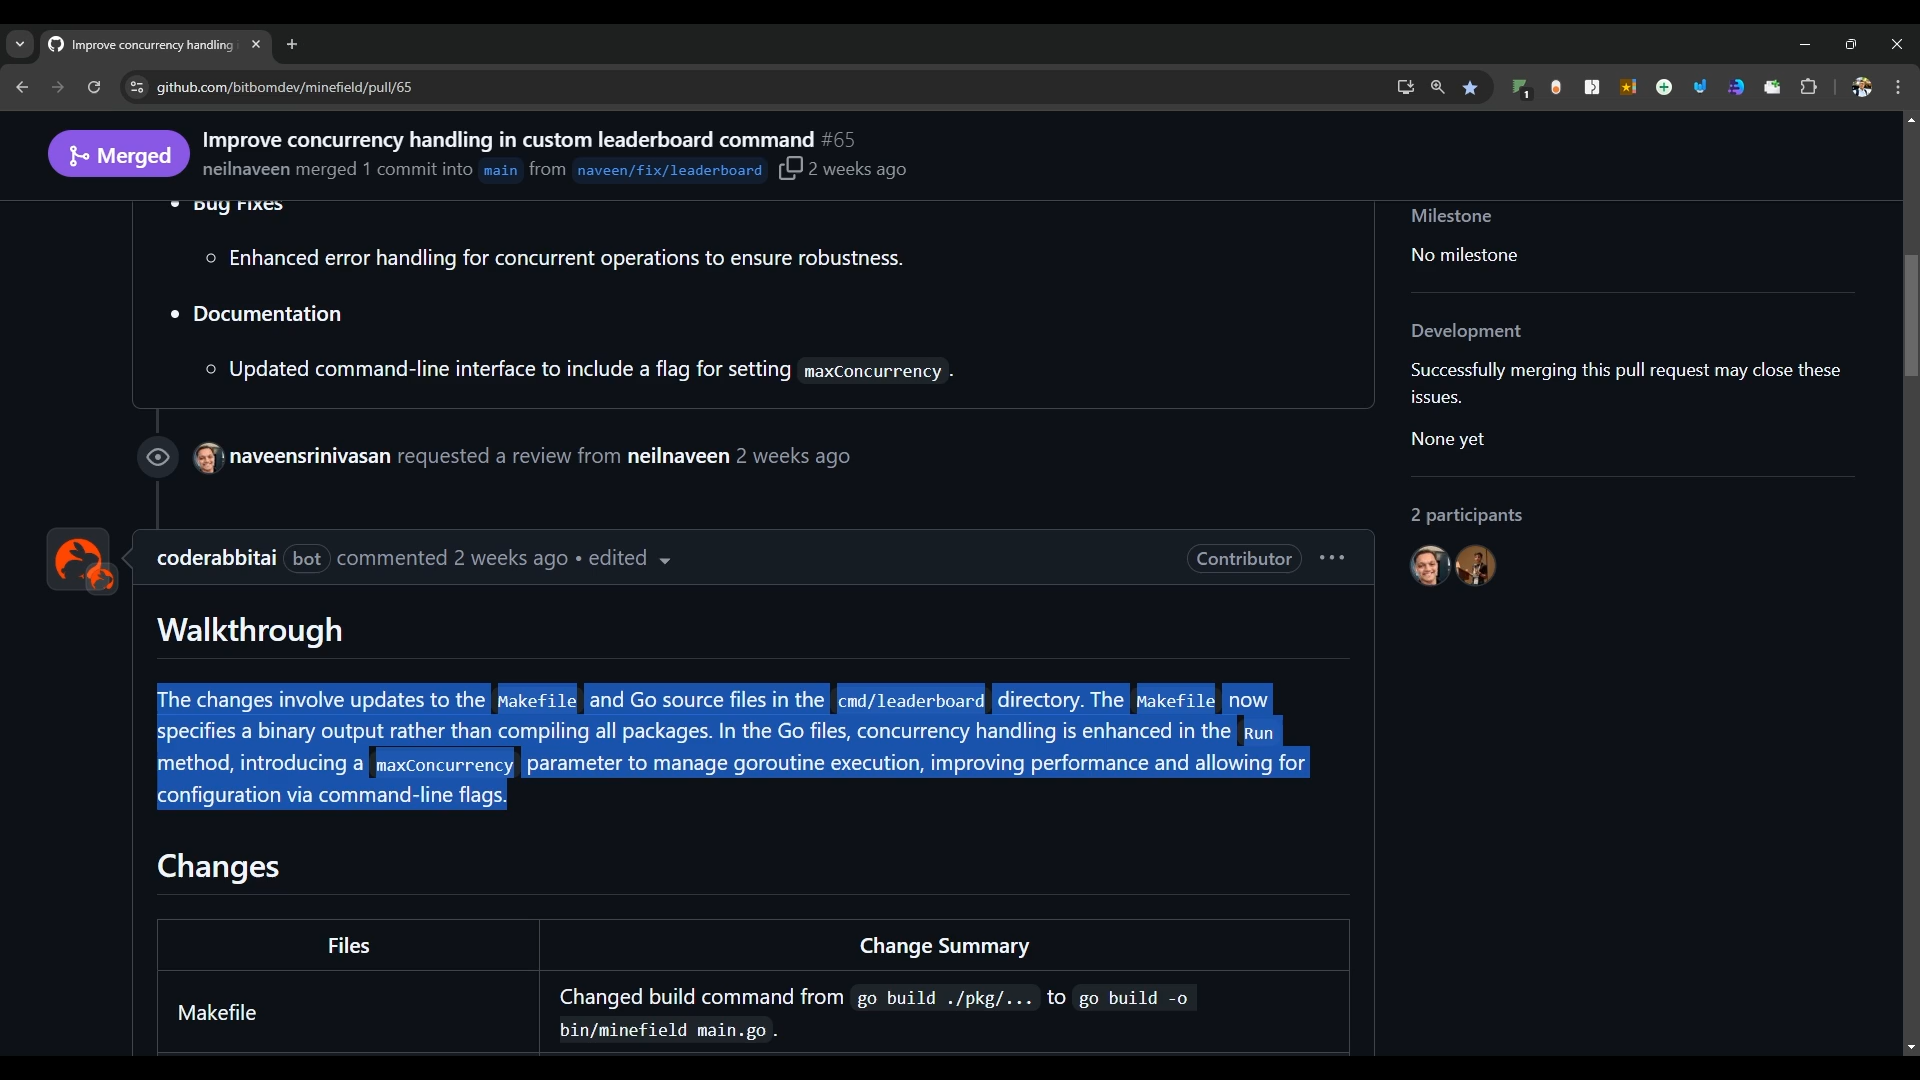 Improve concurrency handling i
github.com/bitbomdev/minefield/pull/65
1
Merged
Improve concurrency handling in custom leaderboard command #65
neilnaveen merged 1 commit into main from naveen/fix/leaderboard 2 weeks ago
Bug Fixes
Enhanced error handling for concurrent operations to ensure robustness.
Documentation
Updated command-line interface to include a flag for setting maxConcurrency.
naveensrinivasan requested a review from neilnaveen 2 weeks ago
coderabbitai bot commented 2 weeks ago • edited
Contributor
Walkthrough
The changes involve updates to the Makefile and Go source files in the cmd/leaderboard directory. The Makefile now
specifies a binary output rather than compiling all packages. In the Go files, concurrency handling is enhanced in the Run
method, introducing a maxConcurrency parameter to manage goroutine execution, improving performance and allowing for
configuration via command-line flags.
Changes
Files
Change Summary
Makefile
Changed build command from go build ./pkg/... to go build -o
bin/minefield main.go.
Milestone
No milestone
Development
Successfully merging this pull request may close these
issues.
None yet
2 participants